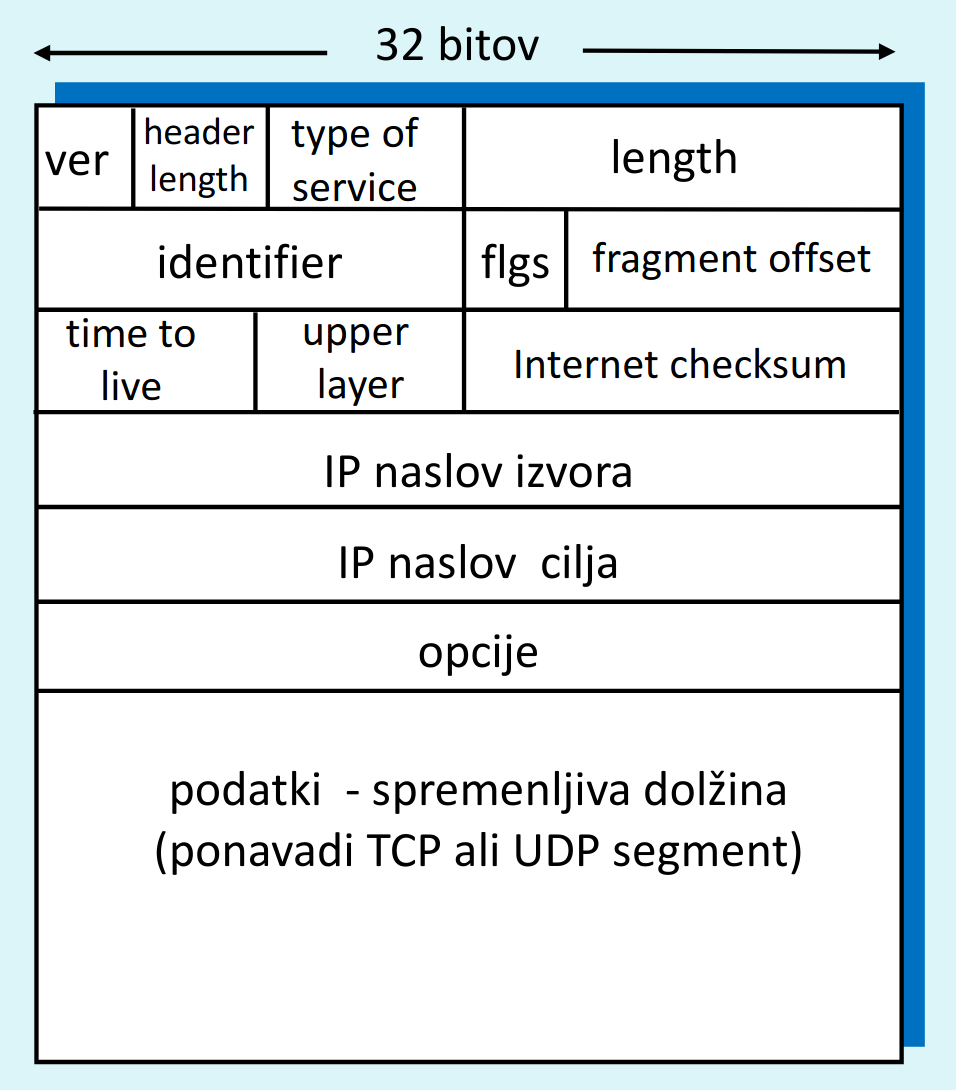 32 bitov
ver
header
length
type of
service
length
identifier
flgs
fragment offset
time to
live
upper
layer
Internet checksum
IP naslov izvora
IP naslov cilja
opcije
podatki - spremenljiva dolžina
(ponavadi TCP ali UDP segment)